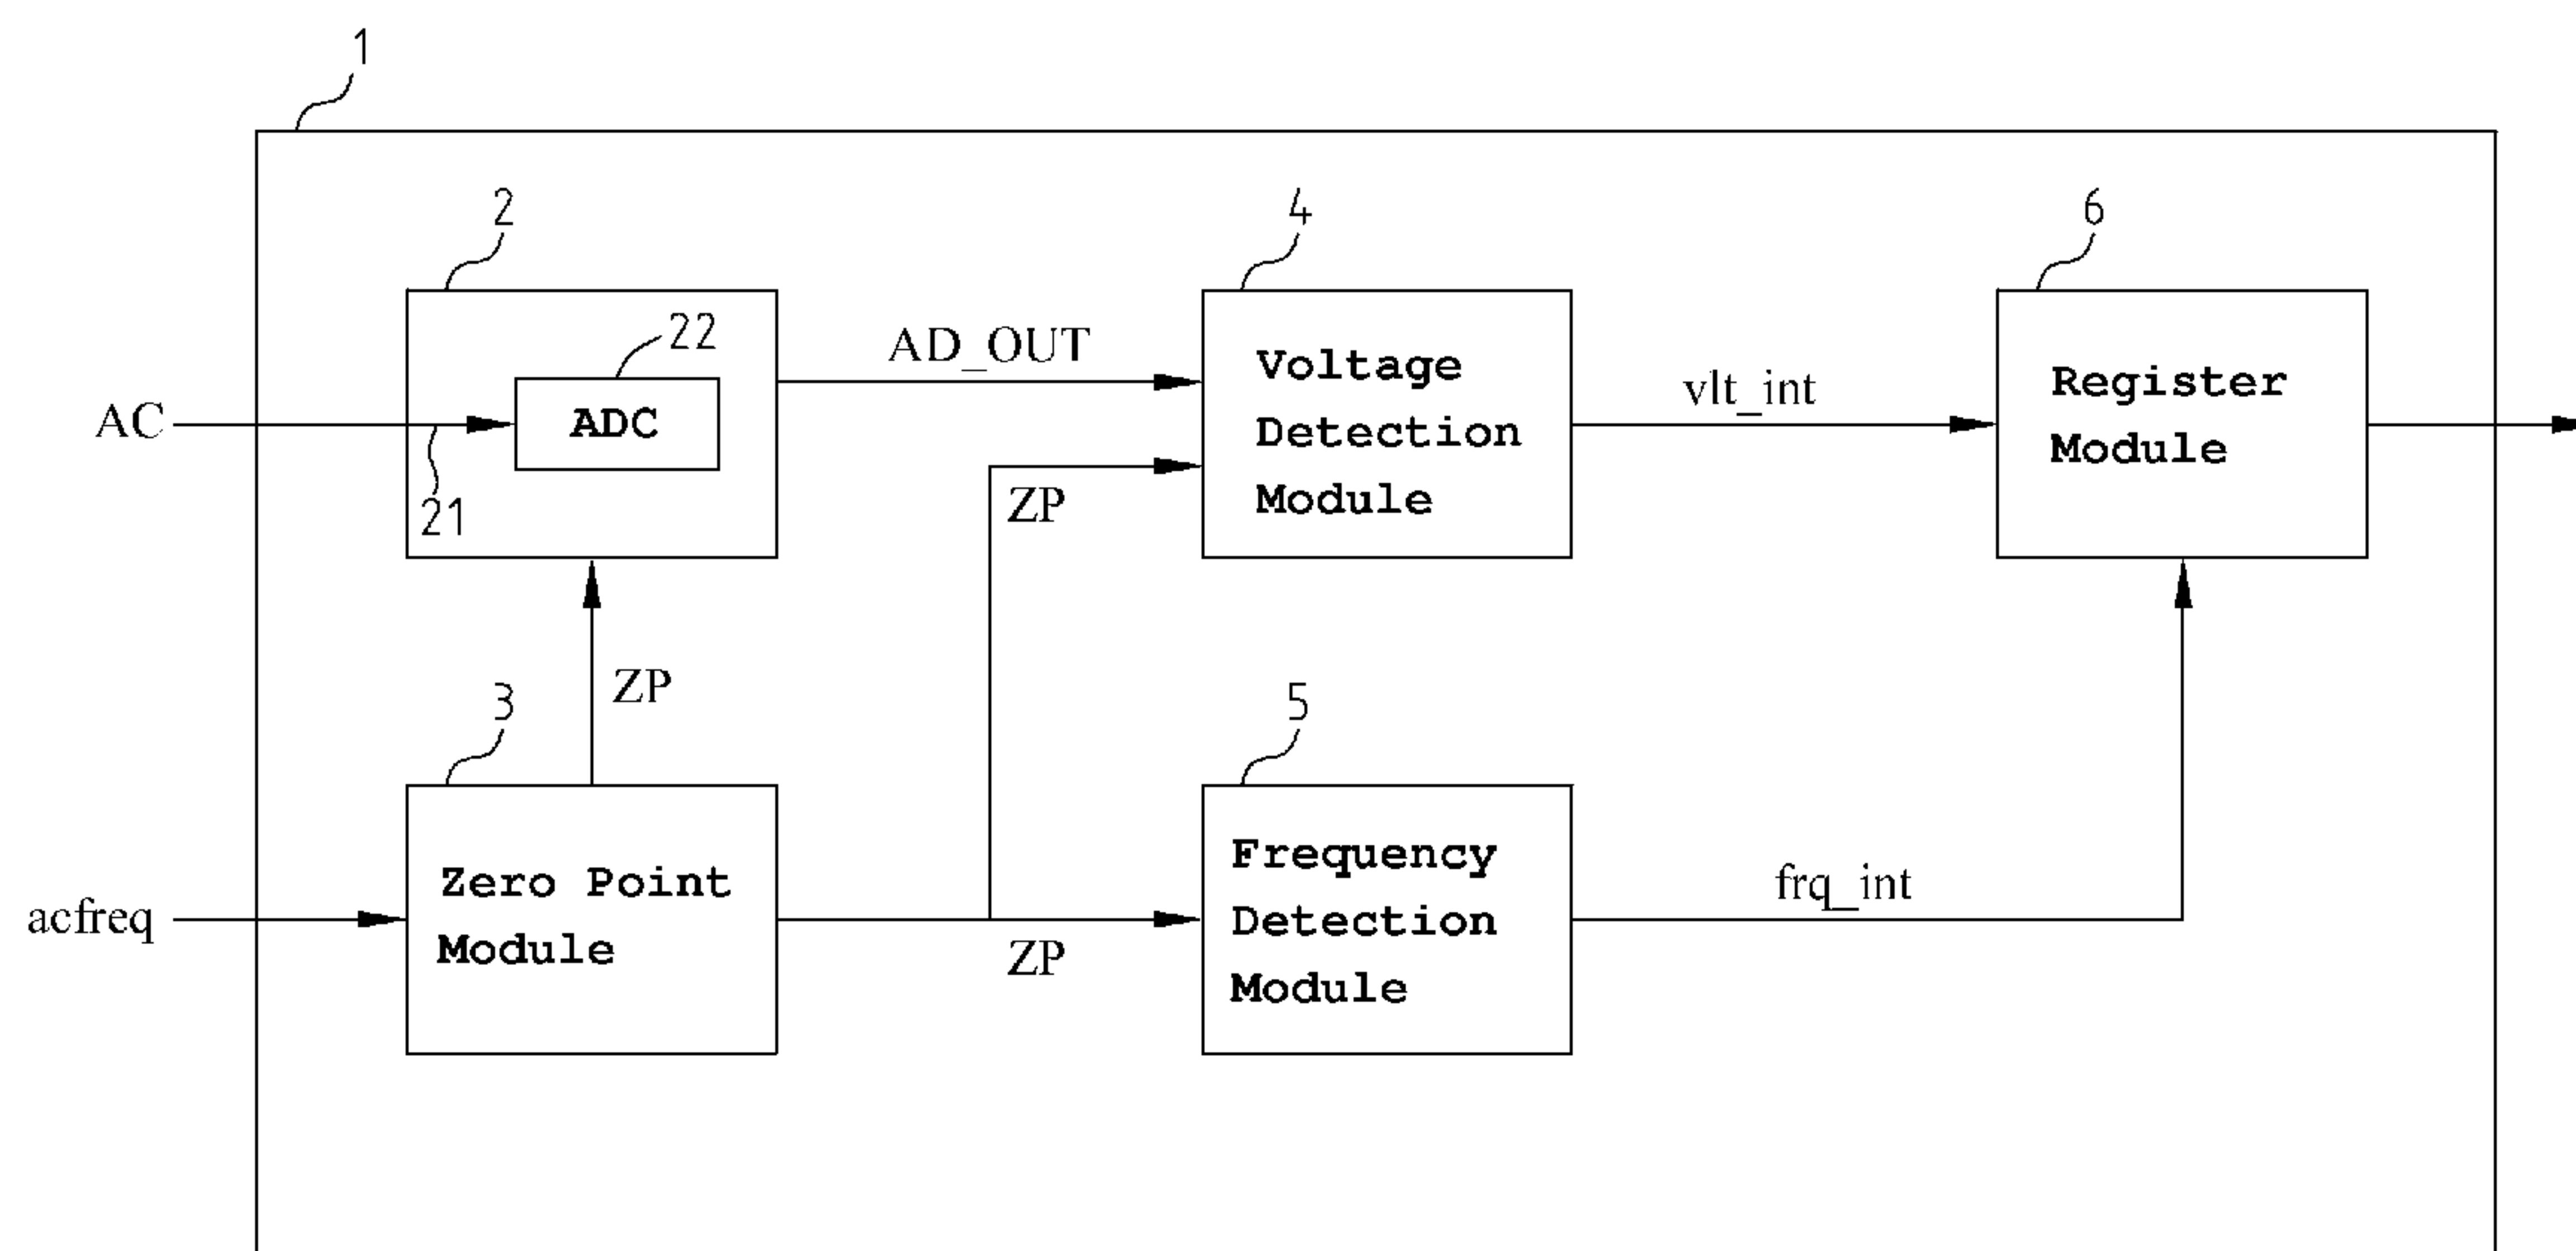 1
2
4
6
22
AD_OUT
ADC
AC
21
Voltage
Detection
Module
vlt_int
Register
Module
ZP
ZP
3
5
Zero Point
Module
acfreq
ZP
Frequency
Detection
Module
frq_int